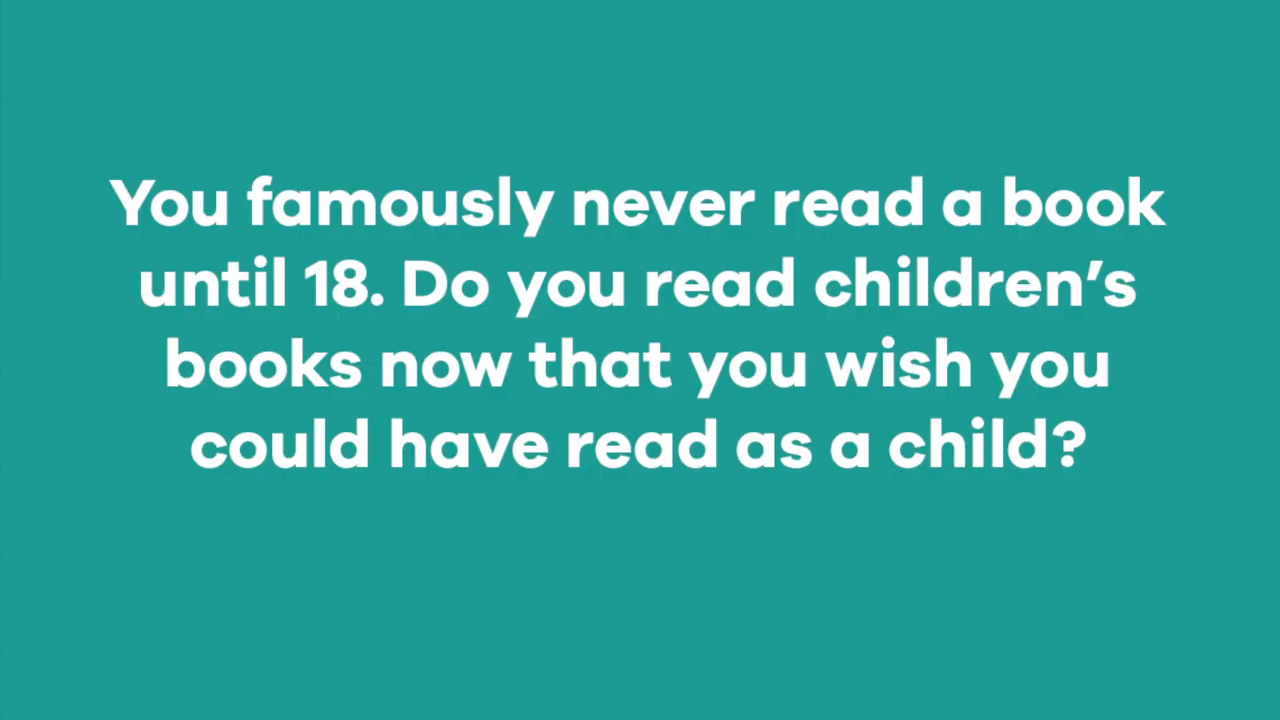 You famously never read a book
until 18. Do you read children’s
books now that you wish you
could have read as a child?